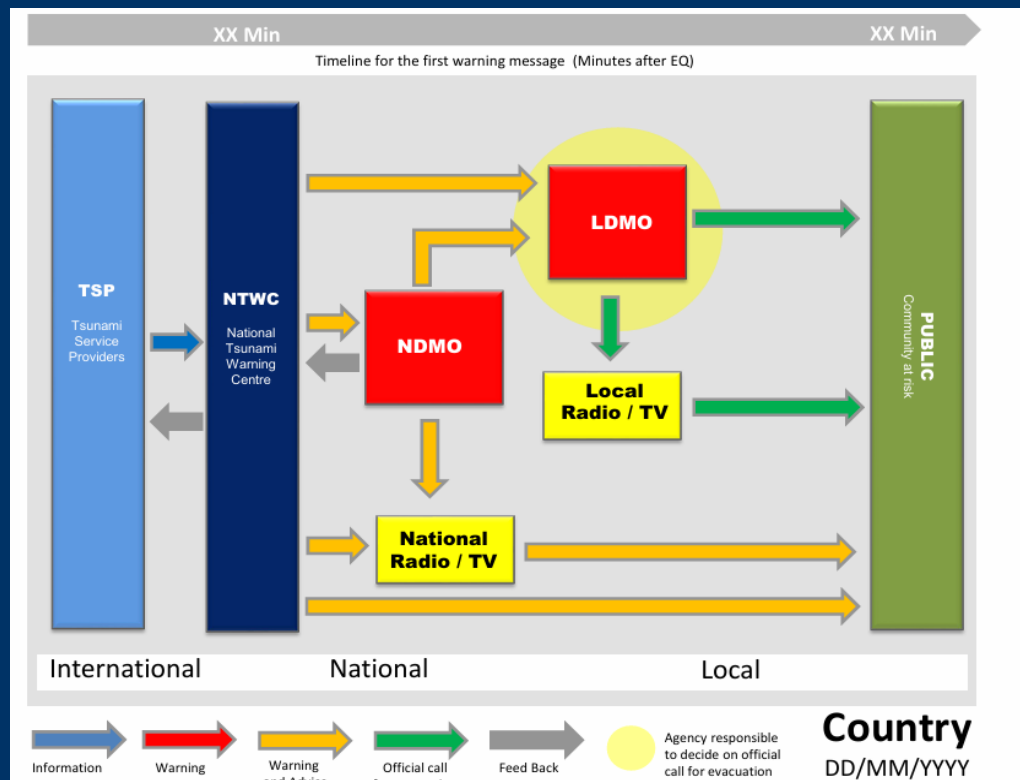 XX Min
XX Min
Timeline for the first warning message (Minutes after EQ)
TSP
Tsunami
Service
Providers
NTWC
National
Tsunami
Warning
Centre
NDMO
LDMO
Local
Radio / TV
National
Radio / TV
PUBLIC
Community at risk
International
National
Local
Information
Warning
Warning
and Advice
Official call
Feed Back
Agency responsible
to decide on official
call for evacuation
Country
DD/MM/YYYY